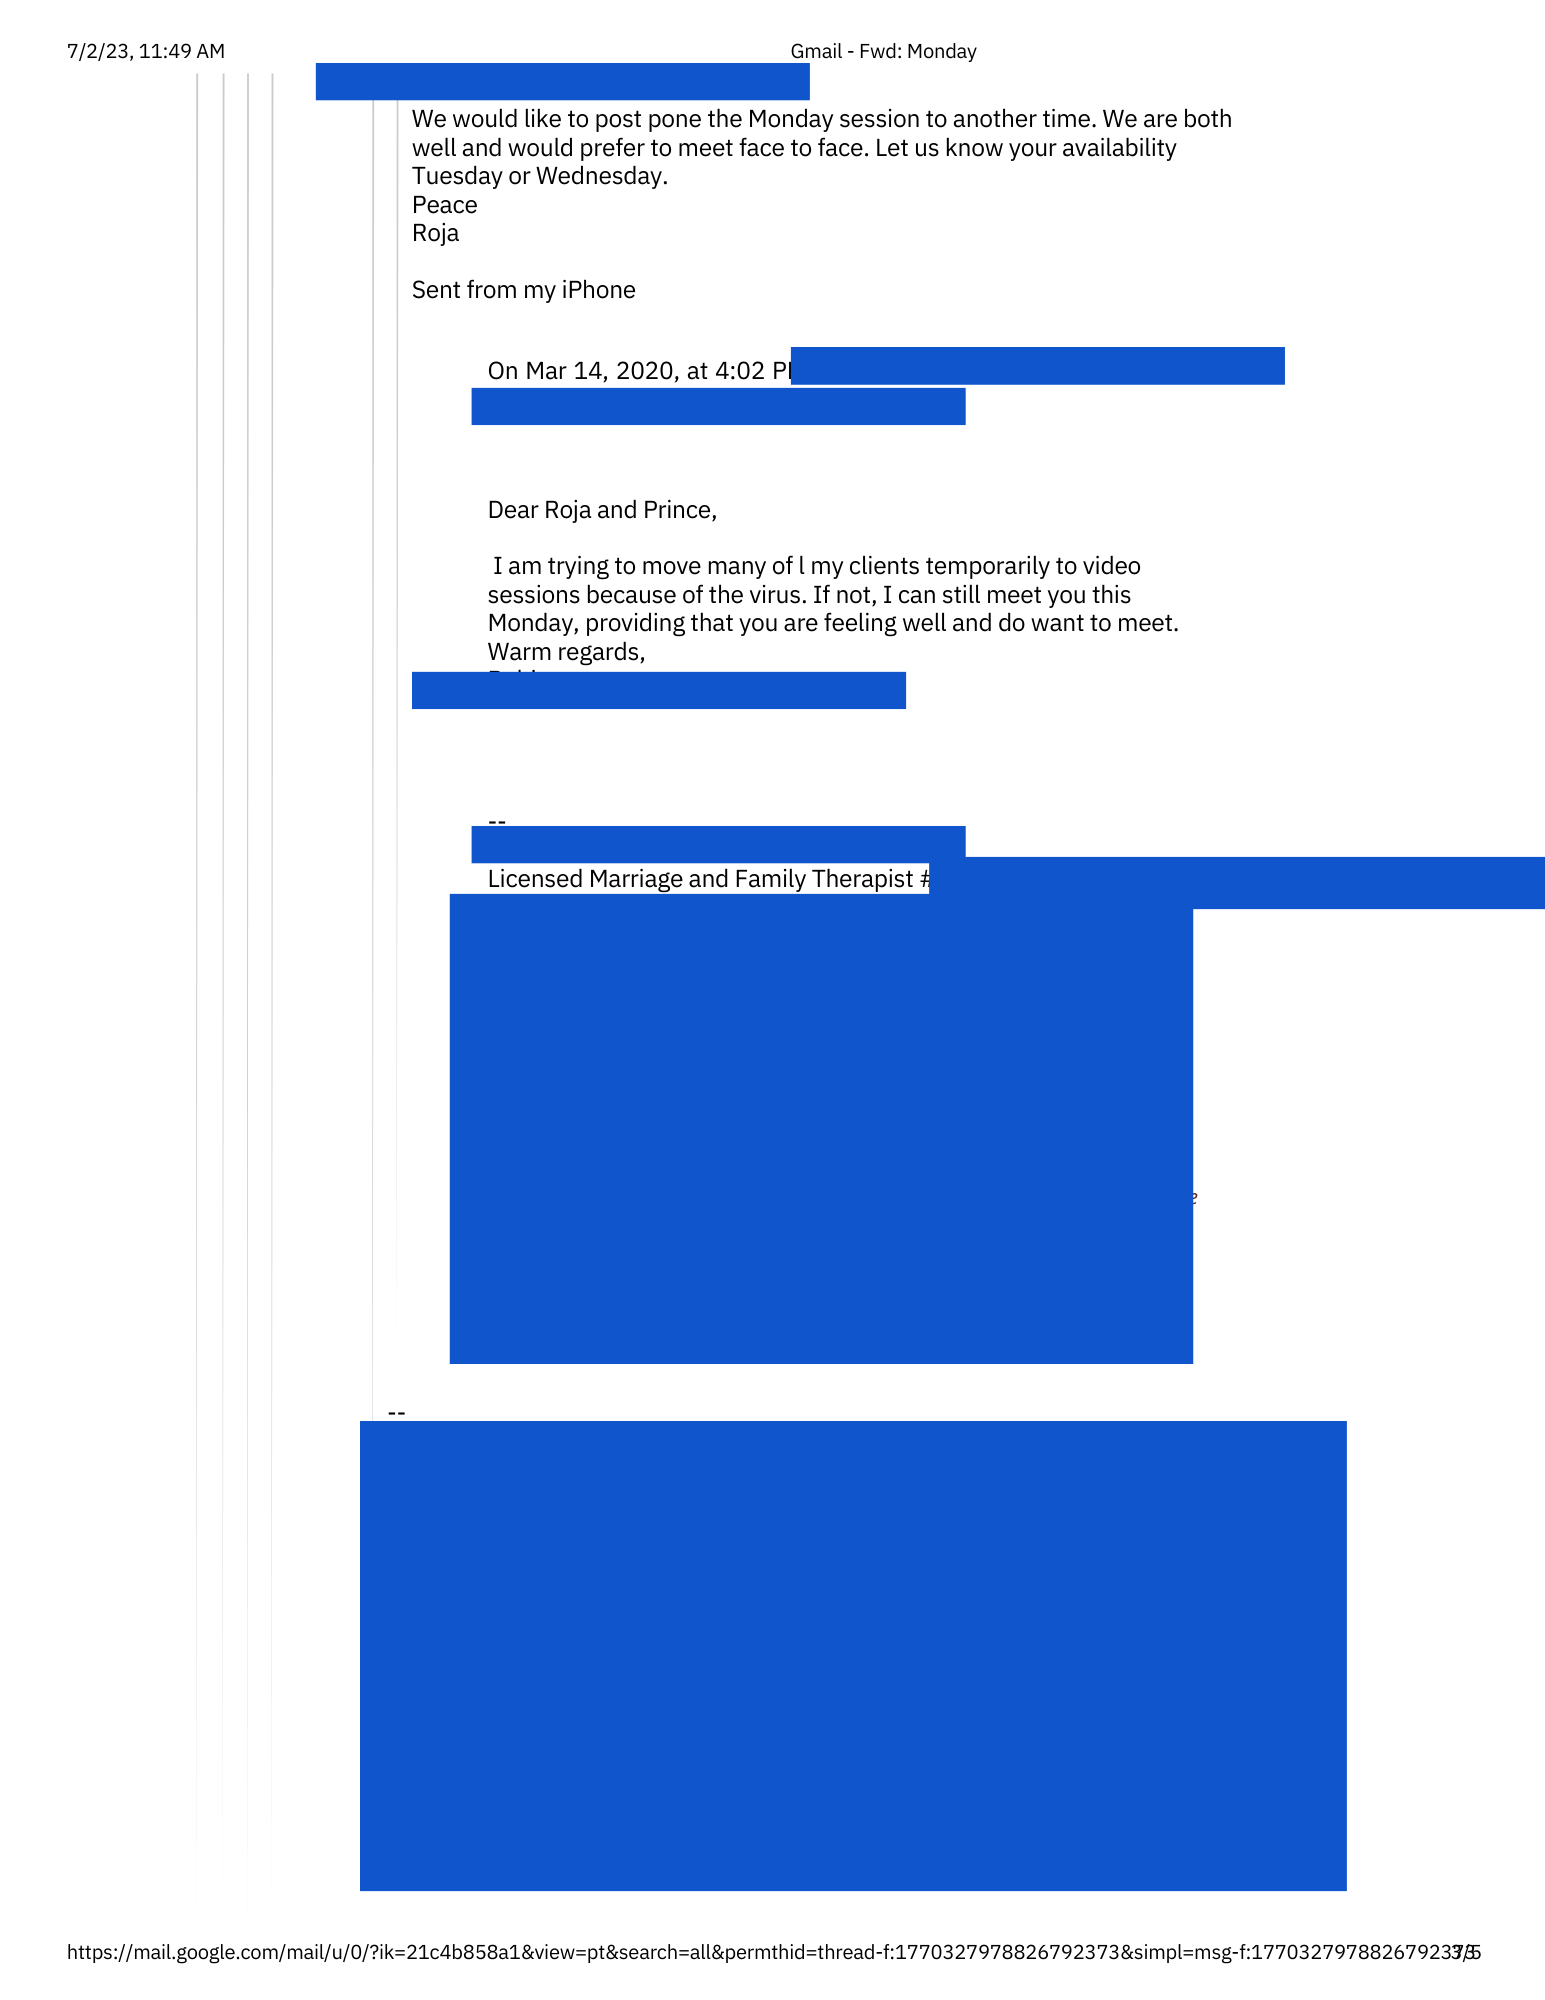 7/2/23, 11:49 AM
Gmail - Fwd: Monday
We would like to post pone the Monday session to another time. We are both
well and would prefer to meet face to face. Let us know your availability
Tuesday or Wednesday.
Peace
Roja
Sent from my iPhone
On Mar 14, 2020, at 4:02
Dear Roja and Prince,
I am trying to move many of l my clients temporarily to video
sessions because of the virus. If not, I can still meet you this
Monday, providing that you are feeling well and do want to meet.
Warm regards,
--
Licensed Marriage and Family Therapist #
--
https://mail.google.com/mail/u/0/?ik=21c4b858a1&view=pt&search=all&permthid=thread-f:1770327978826792373&simpl=msg-f:1770327978826792373